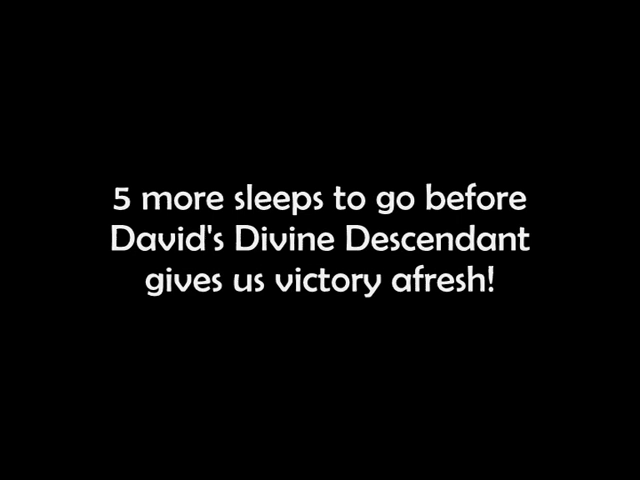 5 more sleeps to go before
David's Divine Descendant
gives us victory afresh!